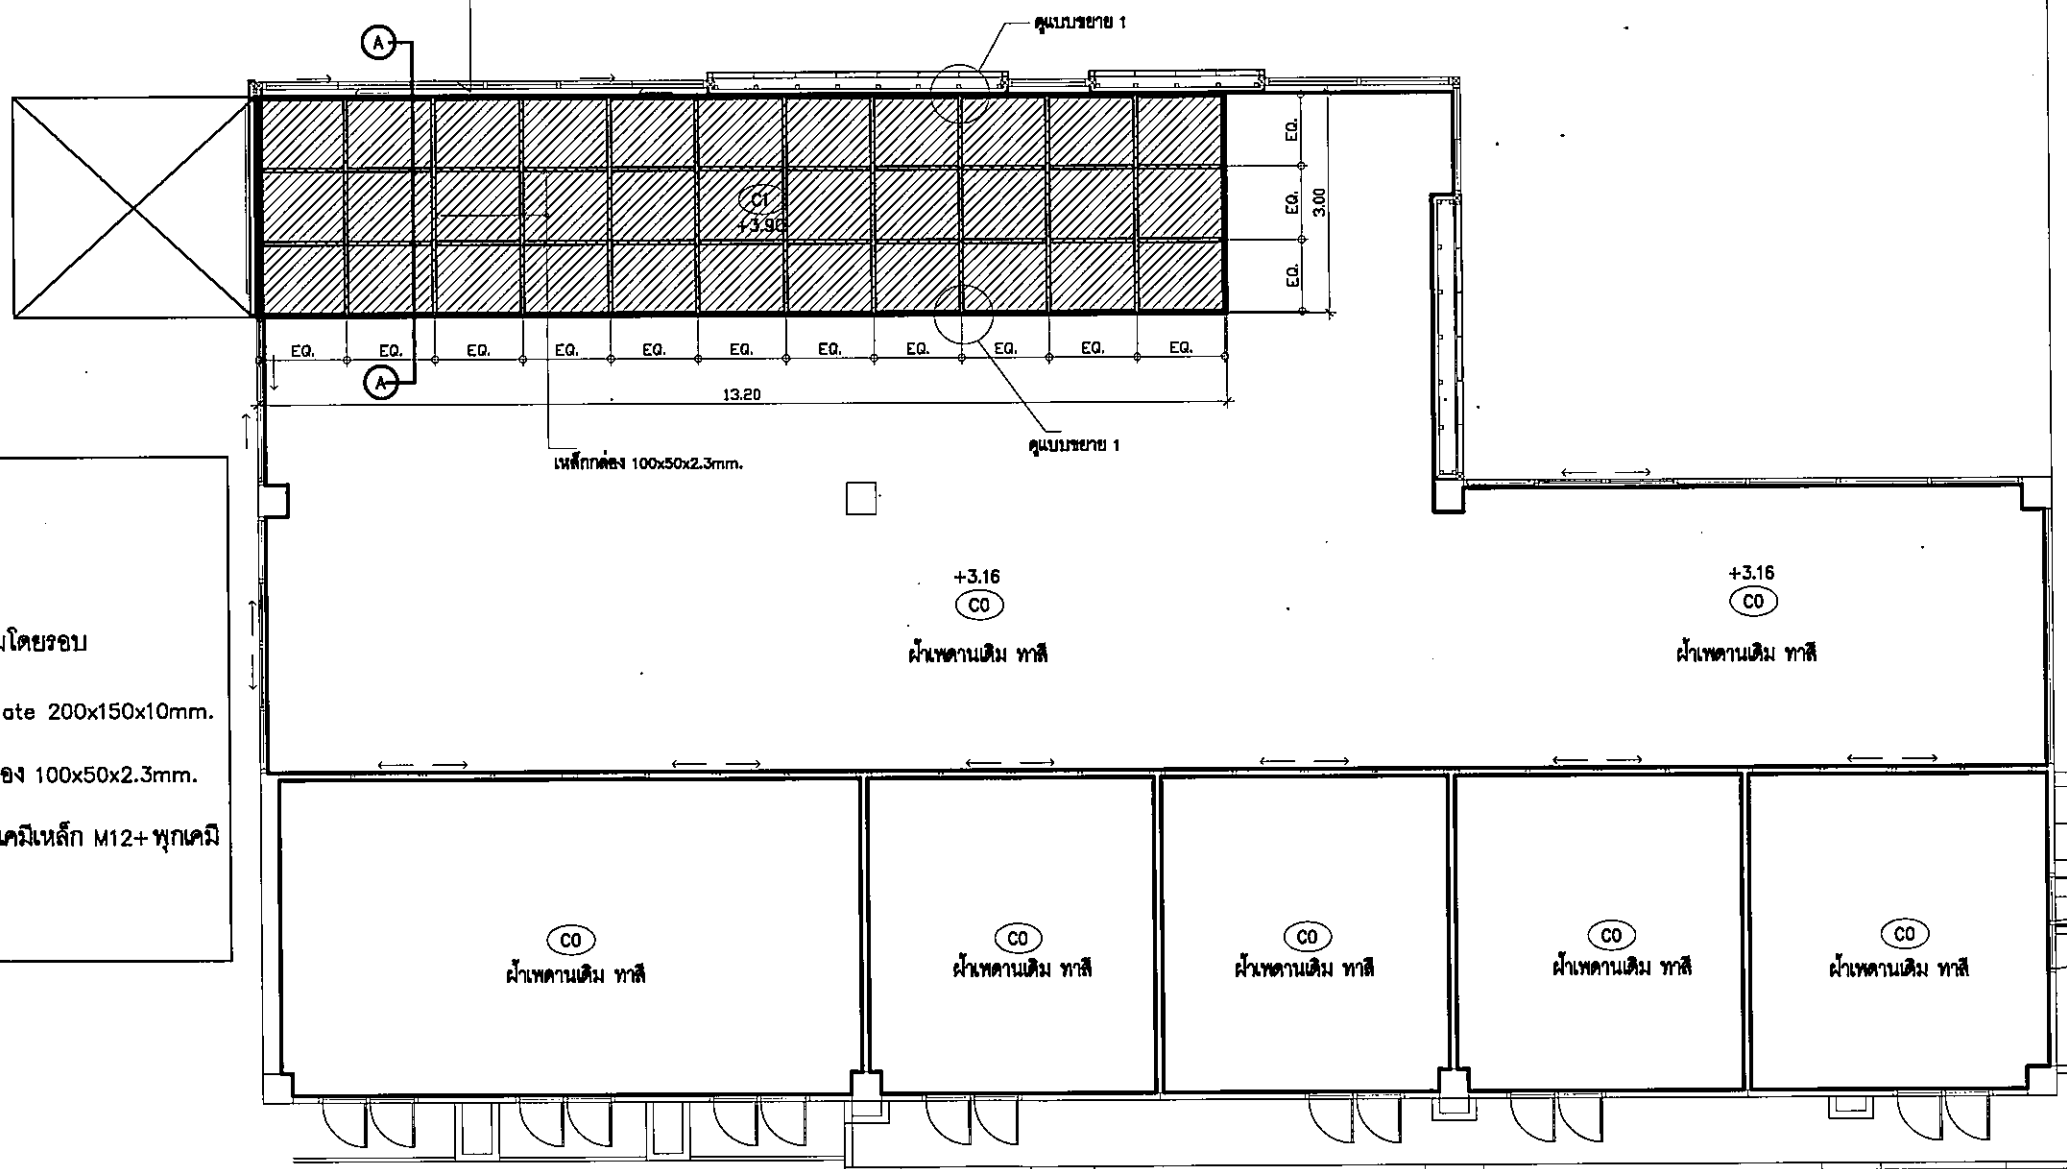 ดูแบบขยาย 1
A
EQ.
EQ.
EQ.
3.00
C1
+3.90
EQ. EQ. EQ. EQ. EQ. EQ. EQ. EQ. EQ. EQ. EQ.
A
13.20
ดูแบบขยาย 1
เหล็กกล่อง 100x50x2.3mm.
+3.16
C0
ฝ้าเพดานเดิม ทาสี
+3.16
C0
ฝ้าเพดานเดิม ทาสี
โดยรอบ
ate 200x150x10mm.
อง 100x50x2.3mm.
เคมีเหล็ก M12+พุกเคมี
C0
ฝ้าเพดานเดิม ทาสี
C0
ฝ้าเพดานเดิม ทาสี
C0
ฝ้าเพดานเดิม ทาสี
C0
ฝ้าเพดานเดิม ทาสี
C0
ฝ้าเพดานเดิม ทาสี